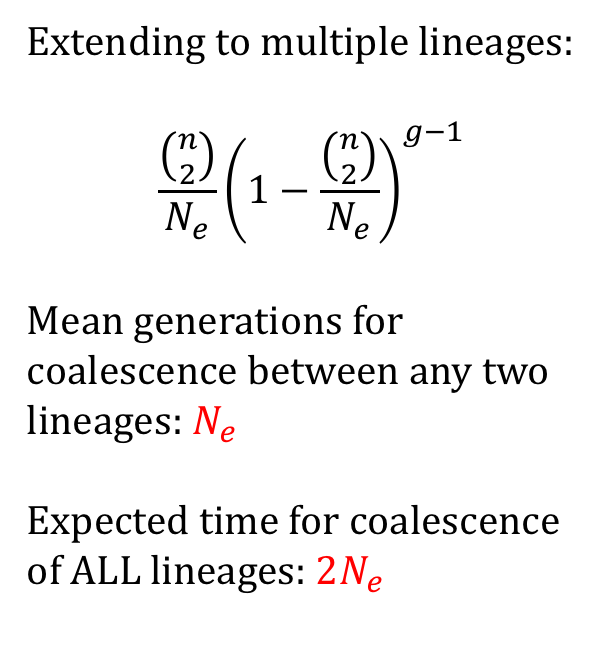 Extending to multiple lineages:
$\frac{\binom{n}{2}}{N_e}\left(1-\frac{\binom{n}{2}}{N_e}\right)^{g-1}$
Mean generations for
coalescence between any two
lineages: $N_e$
Expected time for coalescence
of ALL lineages: $2N_e$